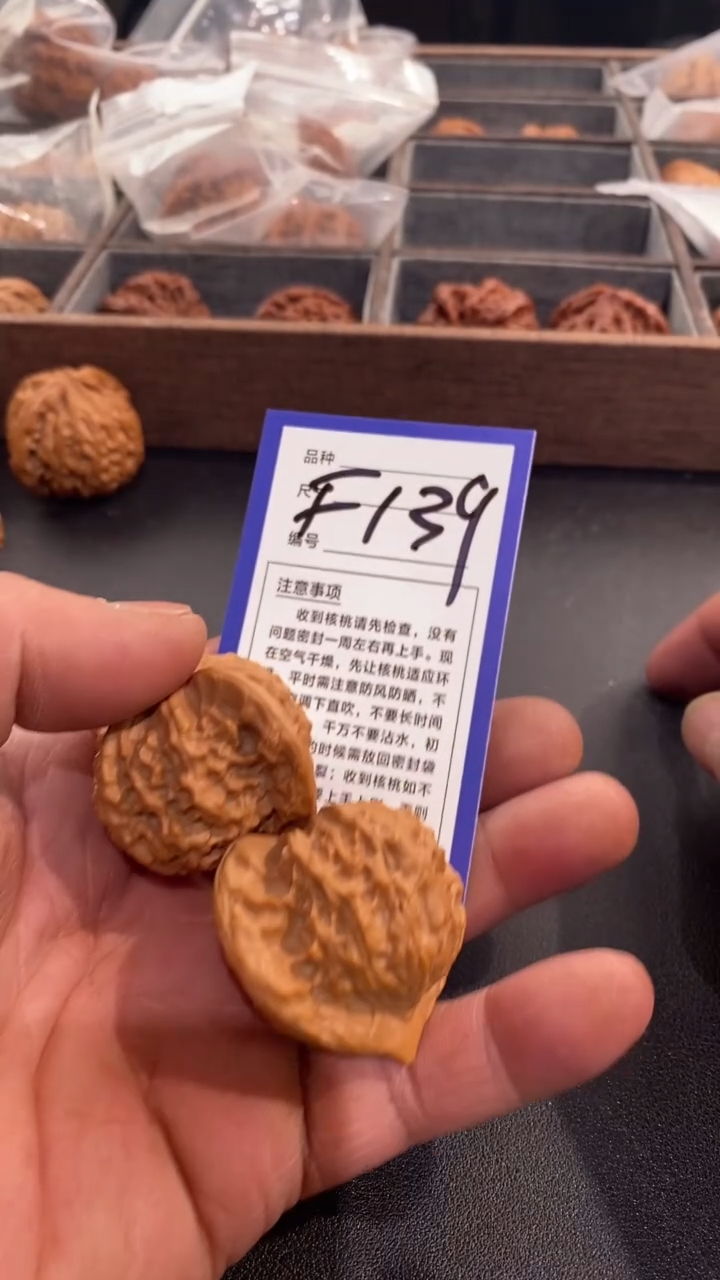 品种
尺
F139
编号
注意事项
收到核桃请先检查，没有
问题密封一周左右再上手。现
在空气干燥，先让核桃适应环
平时需注意防风防晒，不
调下直吹，不要长时间
千万不要沾水，初
的时候需放回密封袋
裂；收到核桃如不
要上手